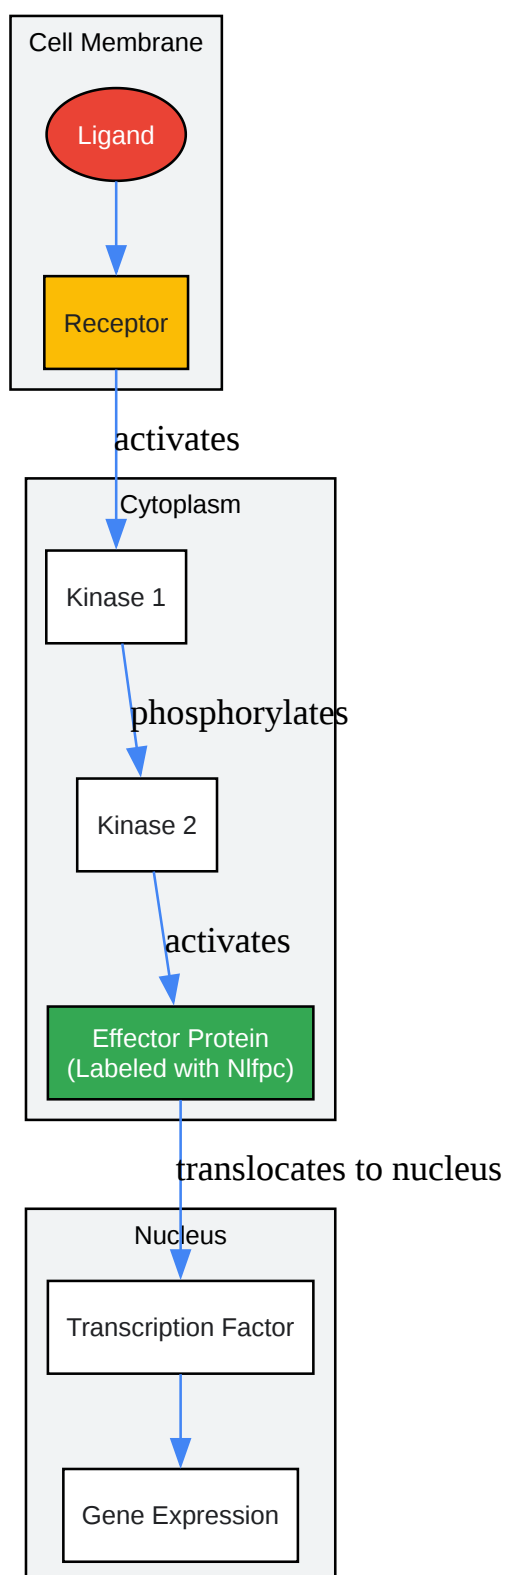 Cell Membrane
Ligand
Receptor
activates
Cytoplasm
Kinase 1
phosphorylates
Kinase 2
activates
Effector Protein
(Labeled with Nlfpc)
translocates to nucleus
Nucleus
Transcription Factor
Gene Expression